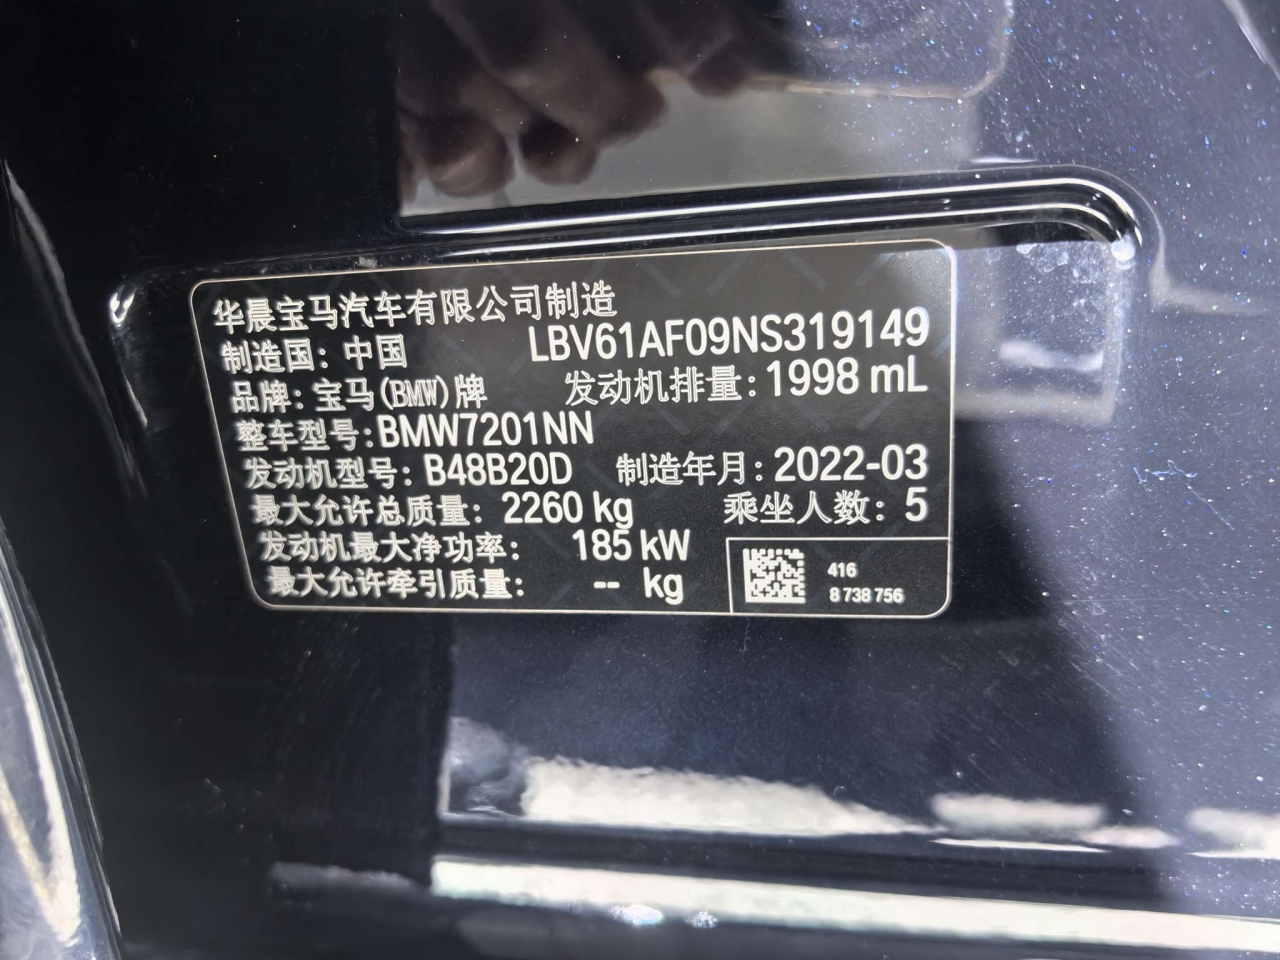 华晨宝马汽车有限公司制造
制造国：中国 LBV61AF09NS319149
品牌：宝马(BMW)牌 发动机排量：1998 mL
整车型号：BMW7201NN
发动机型号：B48B20D 制造年月：2022-03
最大允许总质量：2260 kg 乘坐人数：5
发动机最大净功率：185 kW
最大允许牵引质量：-- kg
416
8 738 756